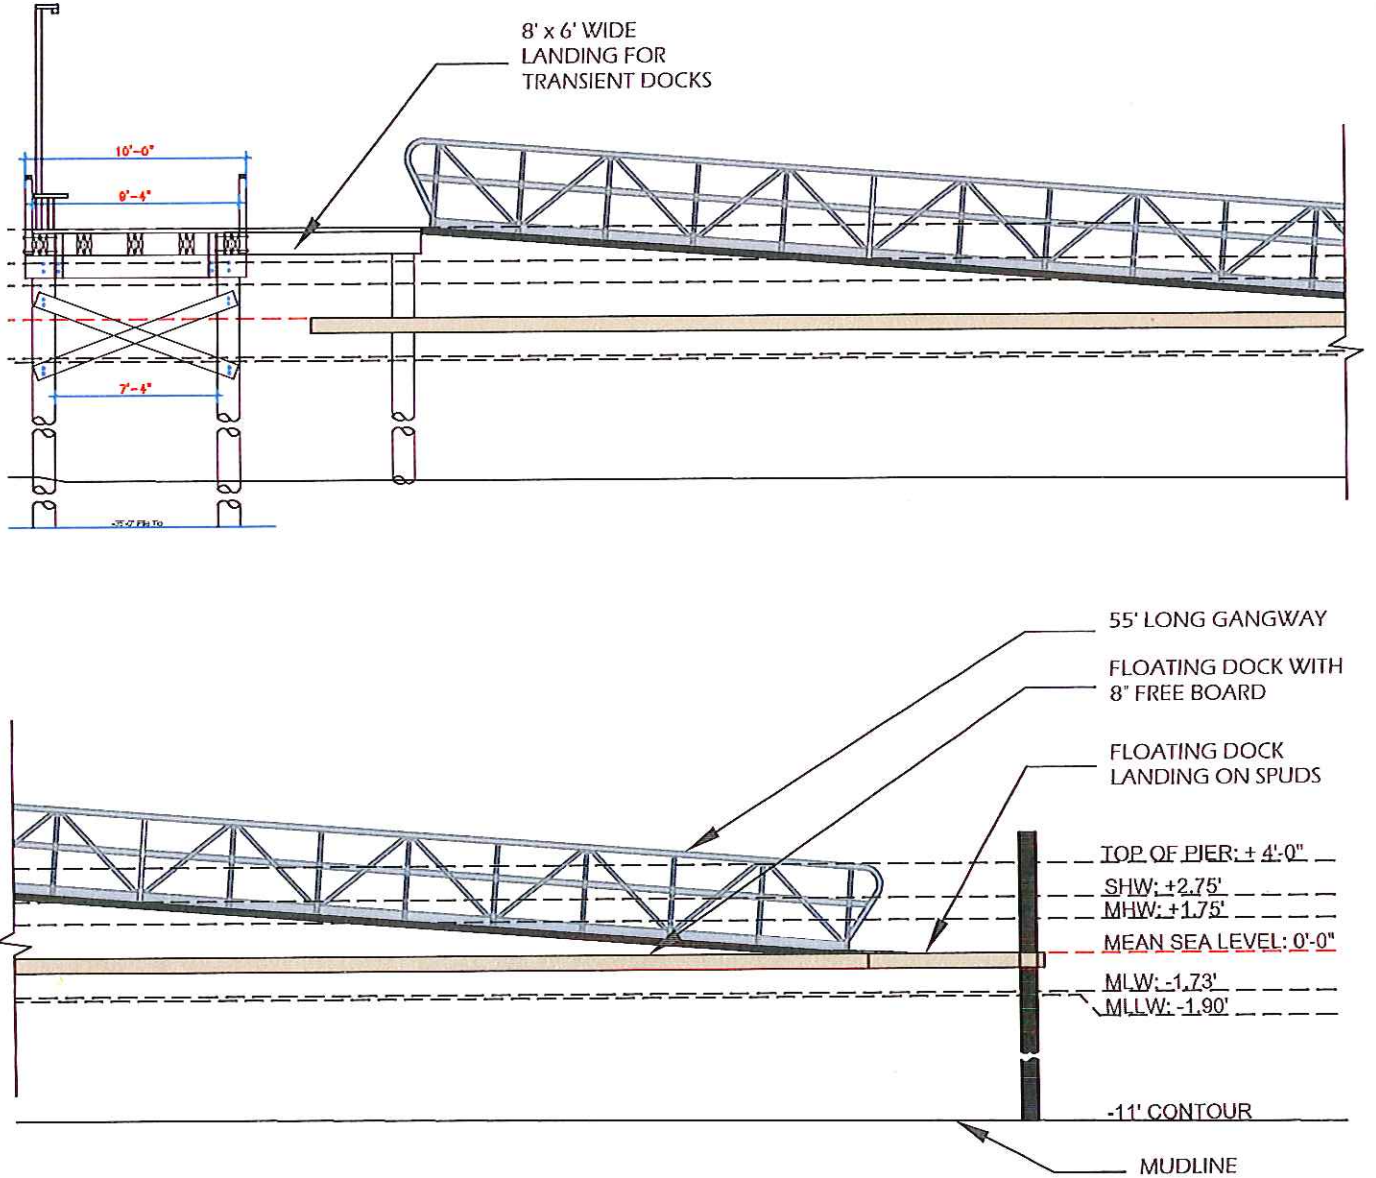 8' x 6' WIDE
LANDING FOR
TRANSIENT DOCKS
10'-0"
9'-4"
7'-4"
55' LONG GANGWAY
FLOATING DOCK WITH
8" FREE BOARD
FLOATING DOCK
LANDING ON SPUDS
TOP OF PIER: + 4'-0"
SHW: +2.75'
MHW: +1.75'
MEAN SEA LEVEL: 0'-0"
MLW: -1.73'
MLLW: -1.90'
-11' CONTOUR
MUDLINE